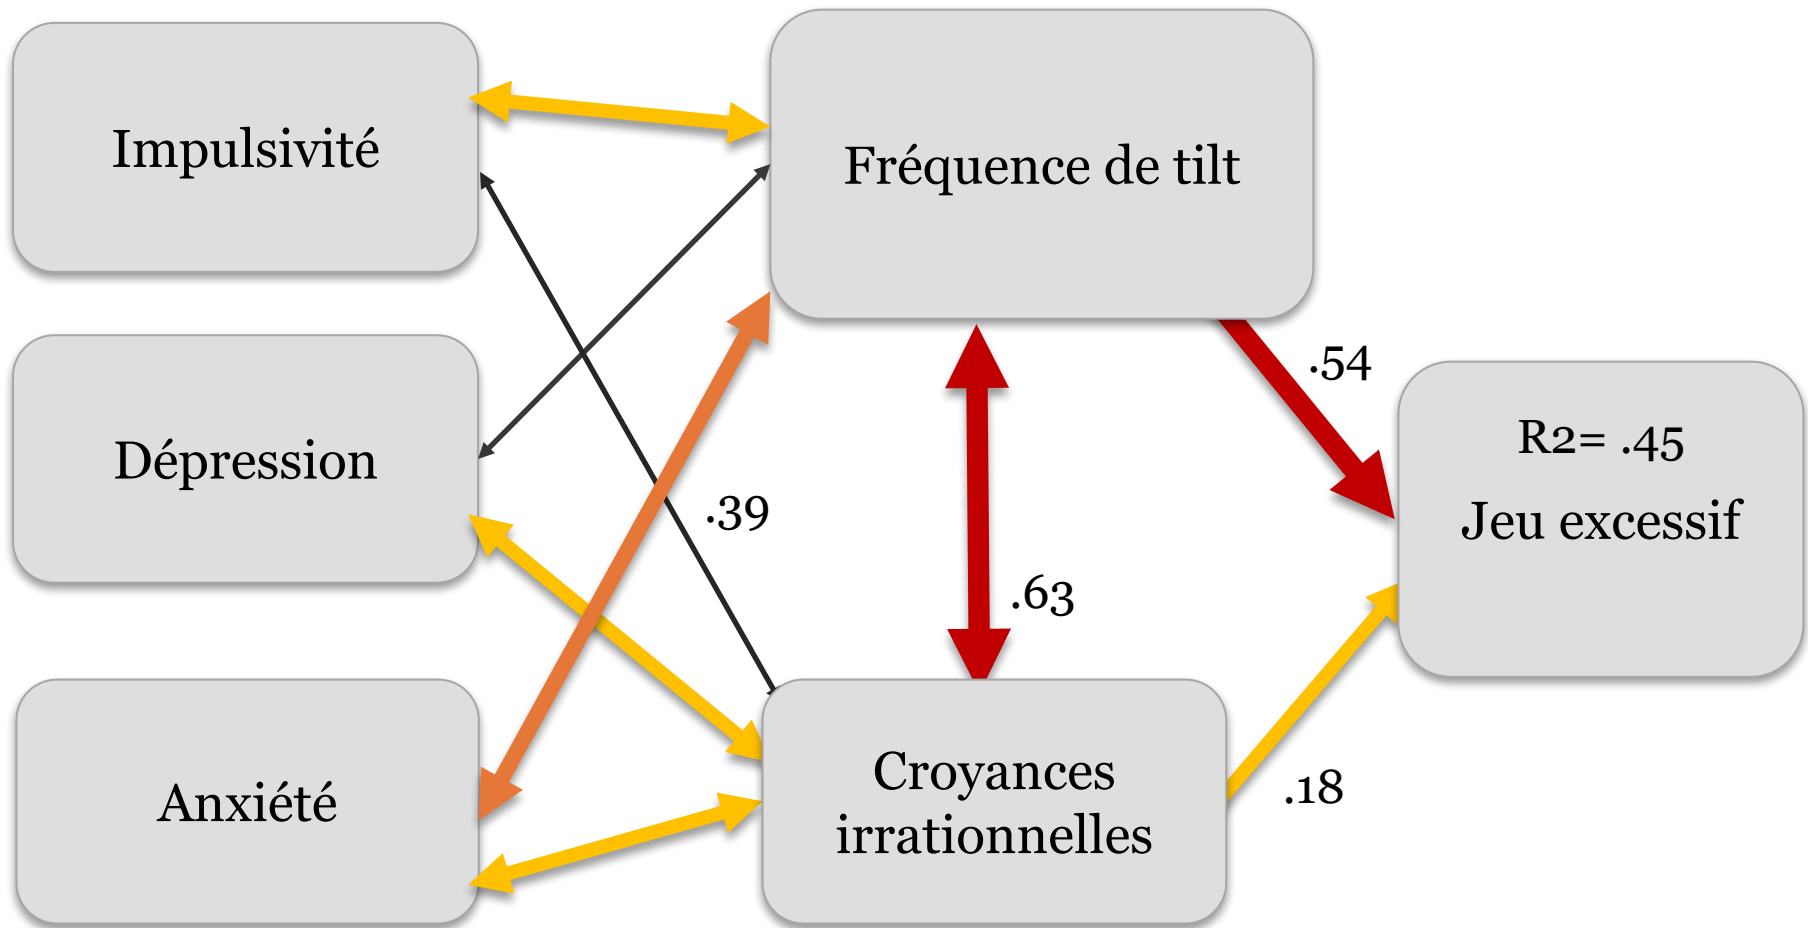 Impulsivité
Fréquence de tilt
.54
R2= .45
Jeu excessif
Dépression
.39
.63
Anxiété
Croyances
irrationnelles
.18